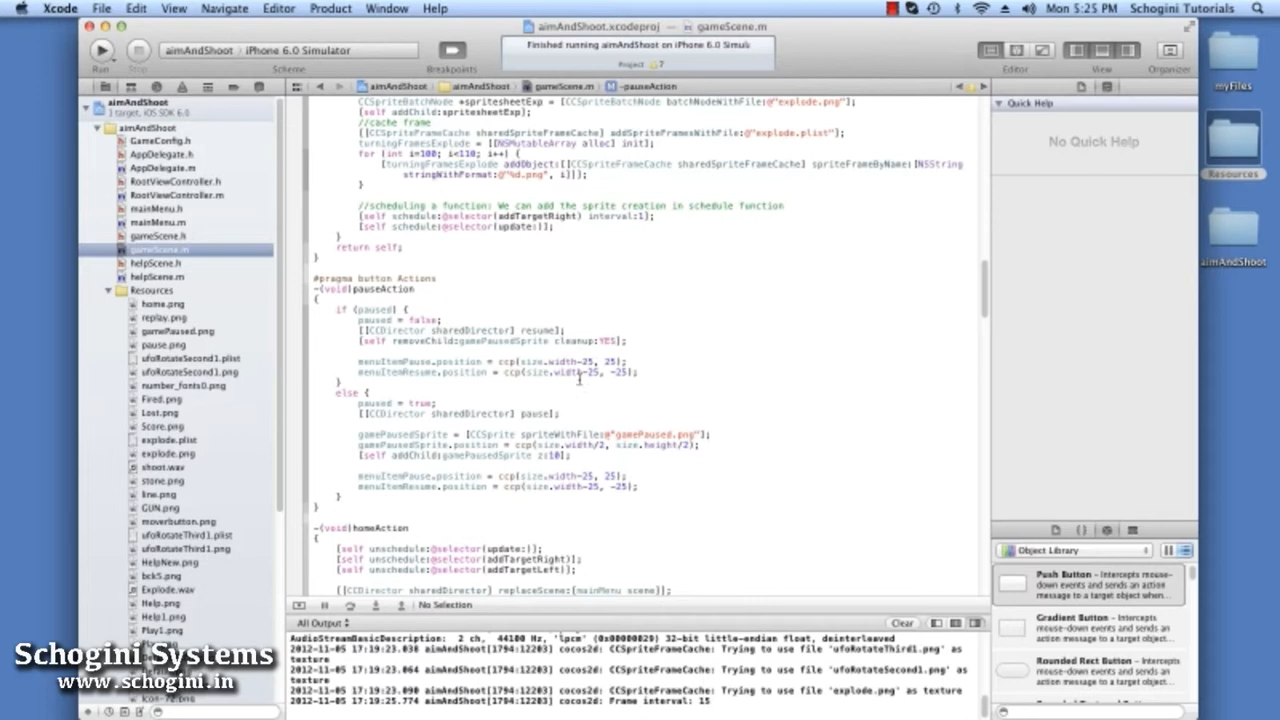 Xcode File Edit View Navigate Editor Product Window Help
Mon 5:25 PM Schogini Tutorials
aimAndShoot.xcodeproj — gameScene.m
aimAndShoot iPhone 6.0 Simulator
Finished running aimAndShoot on iPhone 6.0 Simul
Project 7
Run Stop Scheme Breakpoints Editor View Organizer
aimAndShoot aimAndShoot gameScene.m -pauseAction
aimAndShoot
1 target, iOS SDK 6.0
aimAndShoot
GameConfig.h
AppDelegate.h
AppDelegate.m
RootViewController.h
RootViewController.m
mainMenu.h
mainMenu.m
gameScene.h
gameScene.m
helpScene.h
helpScene.m
Resources
home.png
replay.png
gamePaused.png
pause.png
ufoRotateSecond1.plist
ufoRotateSecond1.png
number_fonts0.png
Fired.png
Lost.png
Score.png
explode.plist
explode.png
shoot.wav
stone.png
line.png
GUN.png
moverbutton.png
ufoRotateThird1.plist
ufoRotateThird1.png
HelpNew.png
bck5.png
Explode.wav
Help.png
Help1.png
Play1.png
CCSpriteBatchNode *spritesheetExp = [CCSpriteBatchNode batchNodeWithFile:@"explode.png"];
[self addChild:spritesheetExp];
//cache frame
[[CCSpriteFrameCache sharedSpriteFrameCache] addSpriteFramesWithFile:@"explode.plist"];
turningFramesExplode = [[NSMutableArray alloc] init];
for (int i=100; i<110; i++) {
[turningFramesExplode addObject:[[CCSpriteFrameCache sharedSpriteFrameCache] spriteFrameByName:[NSString
stringWithFormat:@"%d.png", i]]];
}
//scheduling a function: We can add the sprite creation in schedule function
[self schedule:@selector(addTargetRight) interval:1];
[self schedule:@selector(update:)];
}
return self;
}
#pragma button Actions
-(void)pauseAction
{
if (paused) {
paused = false;
[[CCDirector sharedDirector] resume];
[self removeChild:gamePausedSprite cleanup:YES];
menuItemPause.position = ccp(size.width-25, 25);
menuItemResume.position = ccp(size.width-25, -25);
}
else {
paused = true;
[[CCDirector sharedDirector] pause];
gamePausedSprite = [CCSprite spriteWithFile:@"gamePaused.png"];
gamePausedSprite.position = ccp(size.width/2, size.height/2);
[self addChild:gamePausedSprite z:10];
menuItemPause.position = ccp(size.width-25, 25);
menuItemResume.position = ccp(size.width-25, -25);
}
}
-(void)homeAction
{
[self unschedule:@selector(update:)];
[self unschedule:@selector(addTargetRight)];
[self unschedule:@selector(addTargetLeft)];
[[CCDirector sharedDirector] replaceScene:[mainMenu scene]];
No Selection
All Output Clear
AudioStreamBasicDescription: 2 ch, 44100 Hz, 'lpcm' (0x00000C2C) 32-bit little-endian float, deinterleaved
2012-11-05 17:19:23.038 aimAndShoot[1794:12203] cocos2d: CCSpriteFrameCache: Trying to use file 'ufoRotateThird1.png' as
texture
2012-11-05 17:19:23.064 aimAndShoot[1794:12203] cocos2d: CCSpriteFrameCache: Trying to use file 'ufoRotateSecond1.png' as
texture
2012-11-05 17:19:23.090 aimAndShoot[1794:12203] cocos2d: CCSpriteFrameCache: Trying to use file 'explode.png' as texture
2012-11-05 17:19:25.774 aimAndShoot[1794:12203] cocos2d: Frame interval: 15
Quick Help
No Quick Help
Object Library
Push Button – Intercepts mouse-
down events and sends an action
message to a target object when...
Gradient Button – Intercepts
mouse-down events and sends an
action message to a target object...
Rounded Rect Button – Intercepts
mouse-down events and sends an
action message to a target object...
myFiles
Resources
aimAndShoot
Schogini Systems
www.schogini.in